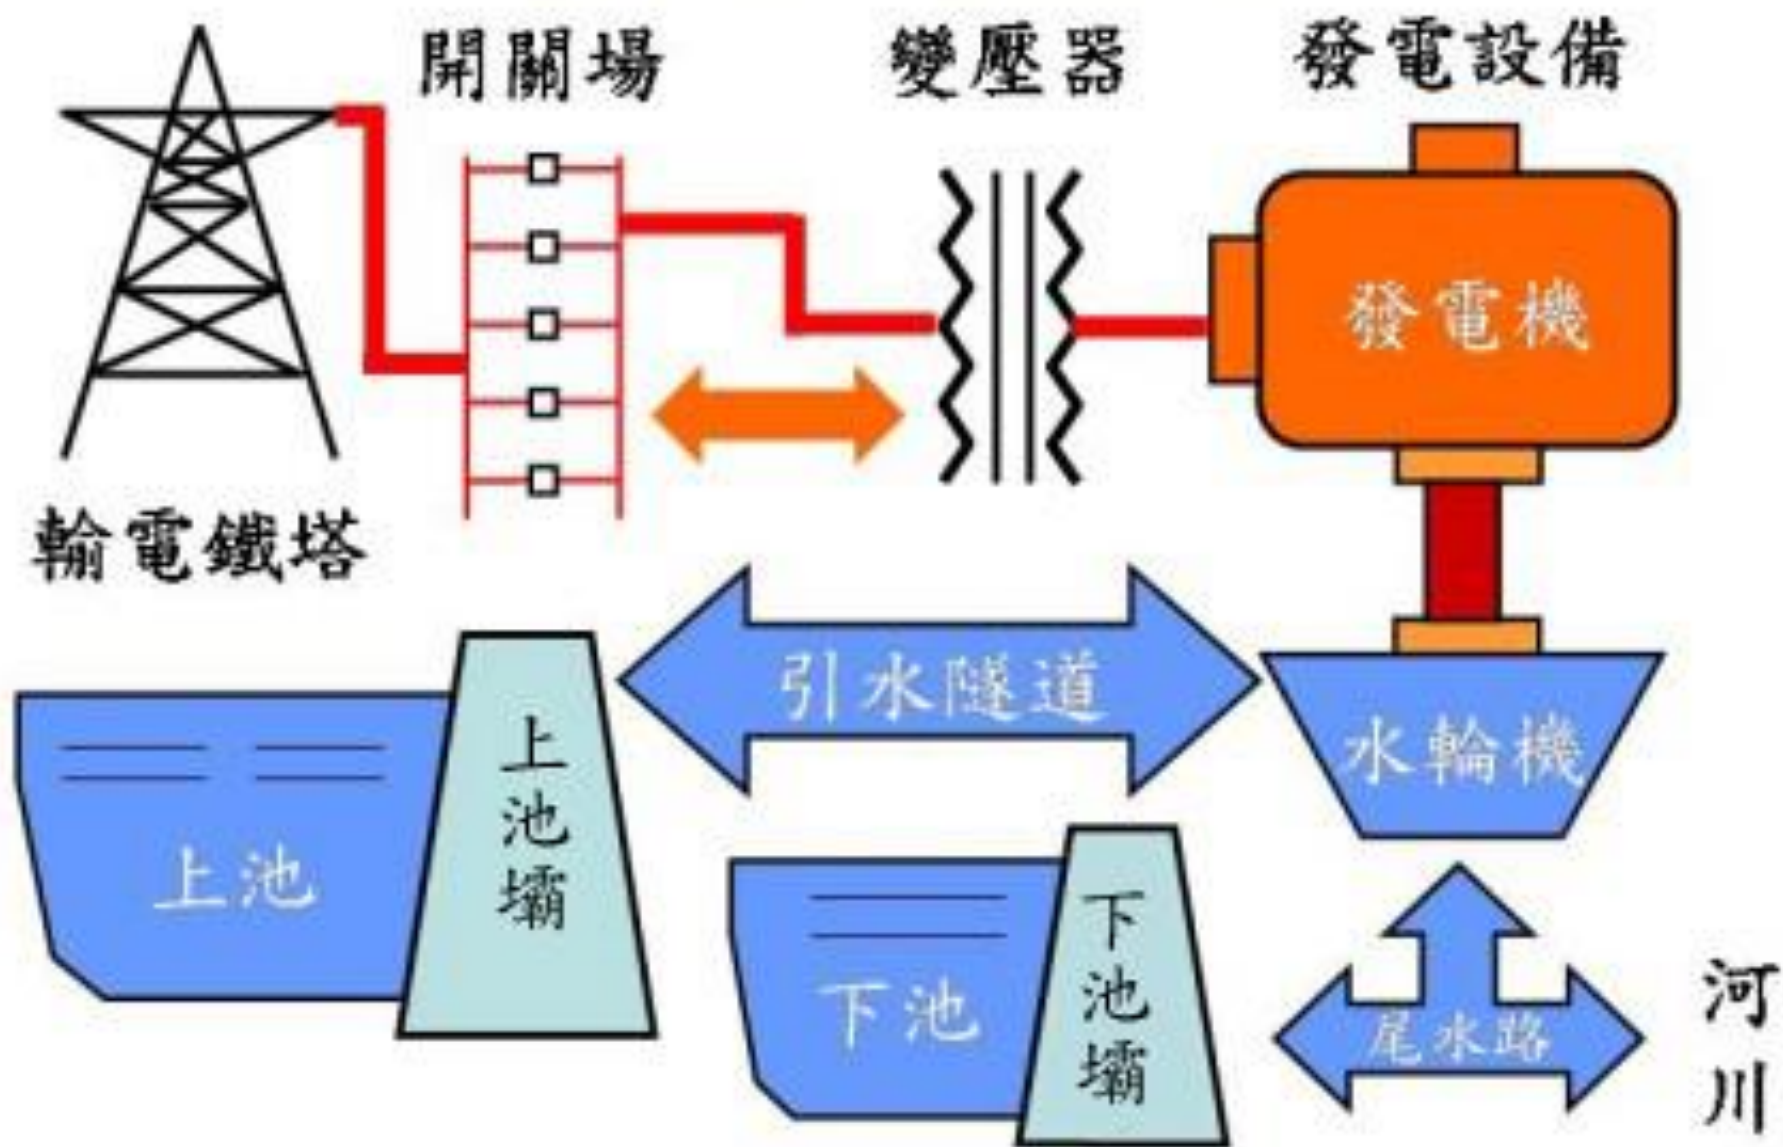 開關場
變壓器
發電設備
發電機
輸電鐵塔
引水隧道
水輪機
上池
上池壩
下池
下池壩
尾水路
河川